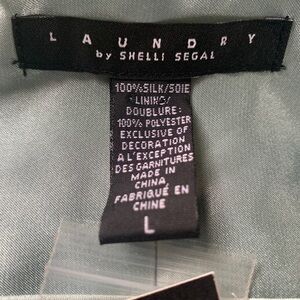 LAUNDRY
by SHELLI SEGAL
100%SILK/SOIE
LINING/
DOUBLURE:
100% POLYESTER
EXCLUSIVE OF
DECORATION
A L'EXCEPTION
DES GARNITURES
MADE IN
CHINA
FABRIQUÉ EN
CHINE
L